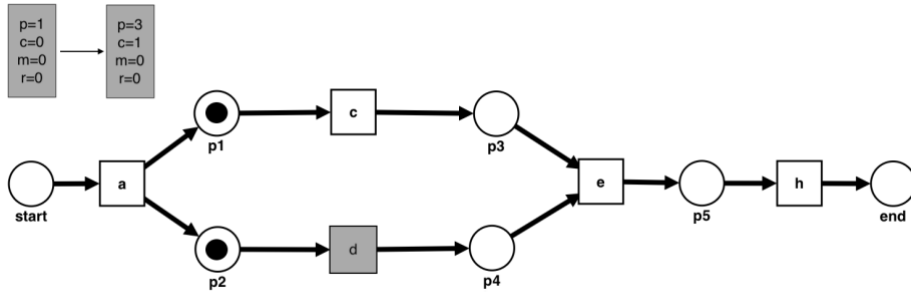 p=1
c=0
m=0
r=0
p=3
c=1
m=0
r=0
c
p1
p3
a
e
h
start
p5
end
d
p2
p4